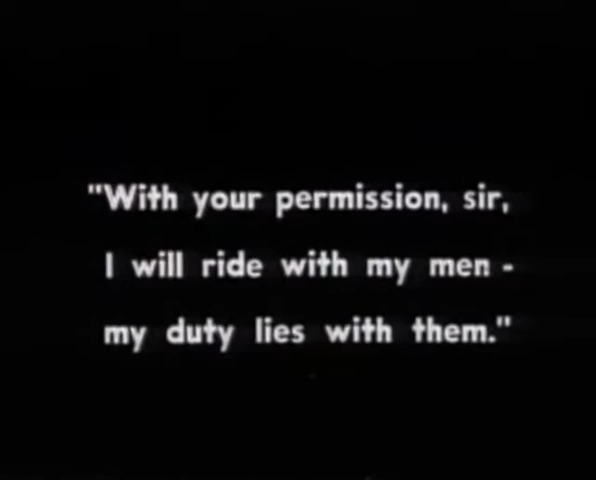 "With your permission, sir,
I will ride with my men -
my duty lies with them."